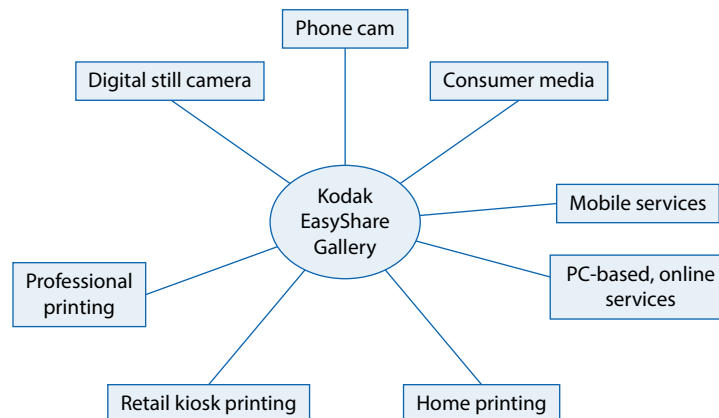 Phone cam
Digital still camera
Consumer media
Kodak
EasyShare
Gallery
Mobile services
PC-based, online
services
Professional
printing
Retail kiosk printing
Home printing